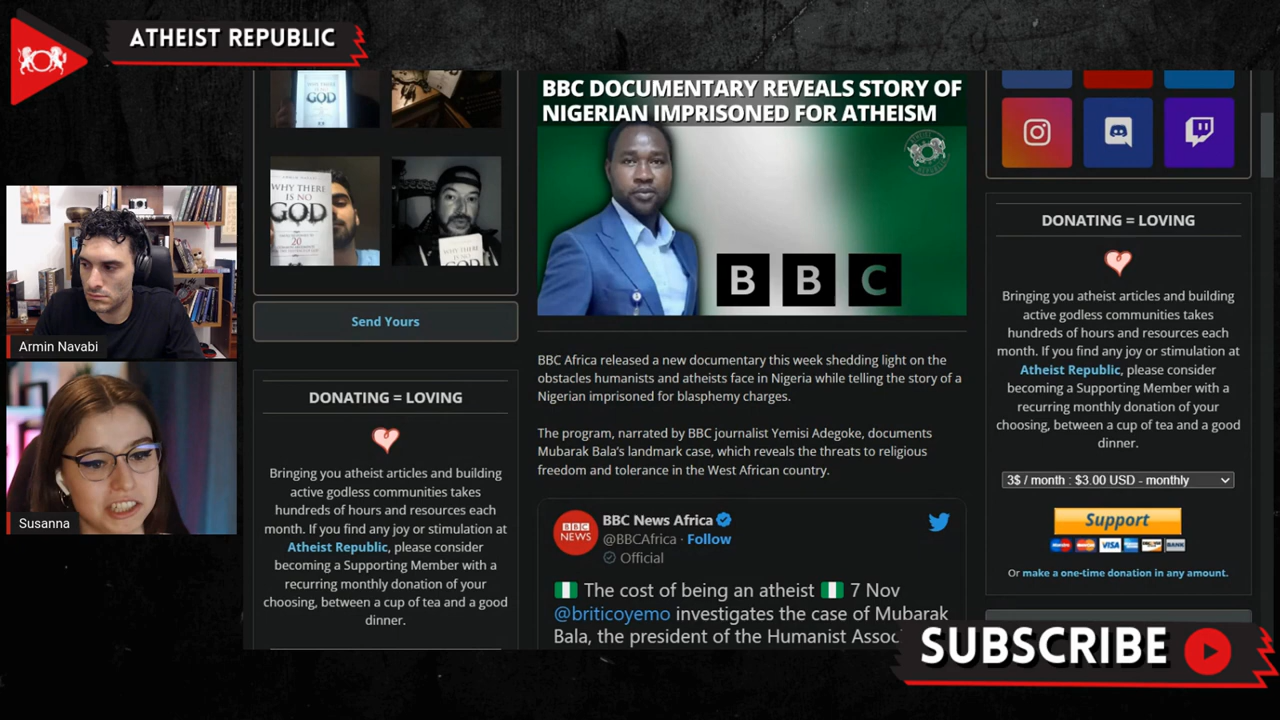 ATHEIST REPUBLIC
Armin Navabi
Susanna
GOD
WHY THERE
IS NO
GOD
20
WHY THERE
IS NO
GOD
Send Yours
DONATING = LOVING
Bringing you atheist articles and building
active godless communities takes
hundreds of hours and resources each
month. If you find any joy or stimulation at
Atheist Republic, please consider
becoming a Supporting Member with a
recurring monthly donation of your
choosing, between a cup of tea and a good
dinner.
BBC DOCUMENTARY REVEALS STORY OF
NIGERIAN IMPRISONED FOR ATHEISM
B B C
BBC Africa released a new documentary this week shedding light on the
obstacles humanists and atheists face in Nigeria while telling the story of a
Nigerian imprisoned for blasphemy charges.
The program, narrated by BBC journalist Yemisi Adegoke, documents
Mubarak Bala's landmark case, which reveals the threats to religious
freedom and tolerance in the West African country.
BBC
NEWS
BBC News Africa
@BBCAfrica · Follow
Official
The cost of being an atheist 7 Nov
@briticoyemo investigates the case of Mubarak
Bala, the president of the Humanist Assoc
DONATING = LOVING
Bringing you atheist articles and building
active godless communities takes
hundreds of hours and resources each
month. If you find any joy or stimulation at
Atheist Republic, please consider
becoming a Supporting Member with a
recurring monthly donation of your
choosing, between a cup of tea and a good
dinner.
3$ / month : $3.00 USD - monthly
Support
VISA
BANK
Or make a one-time donation in any amount.
SUBSCRIBE